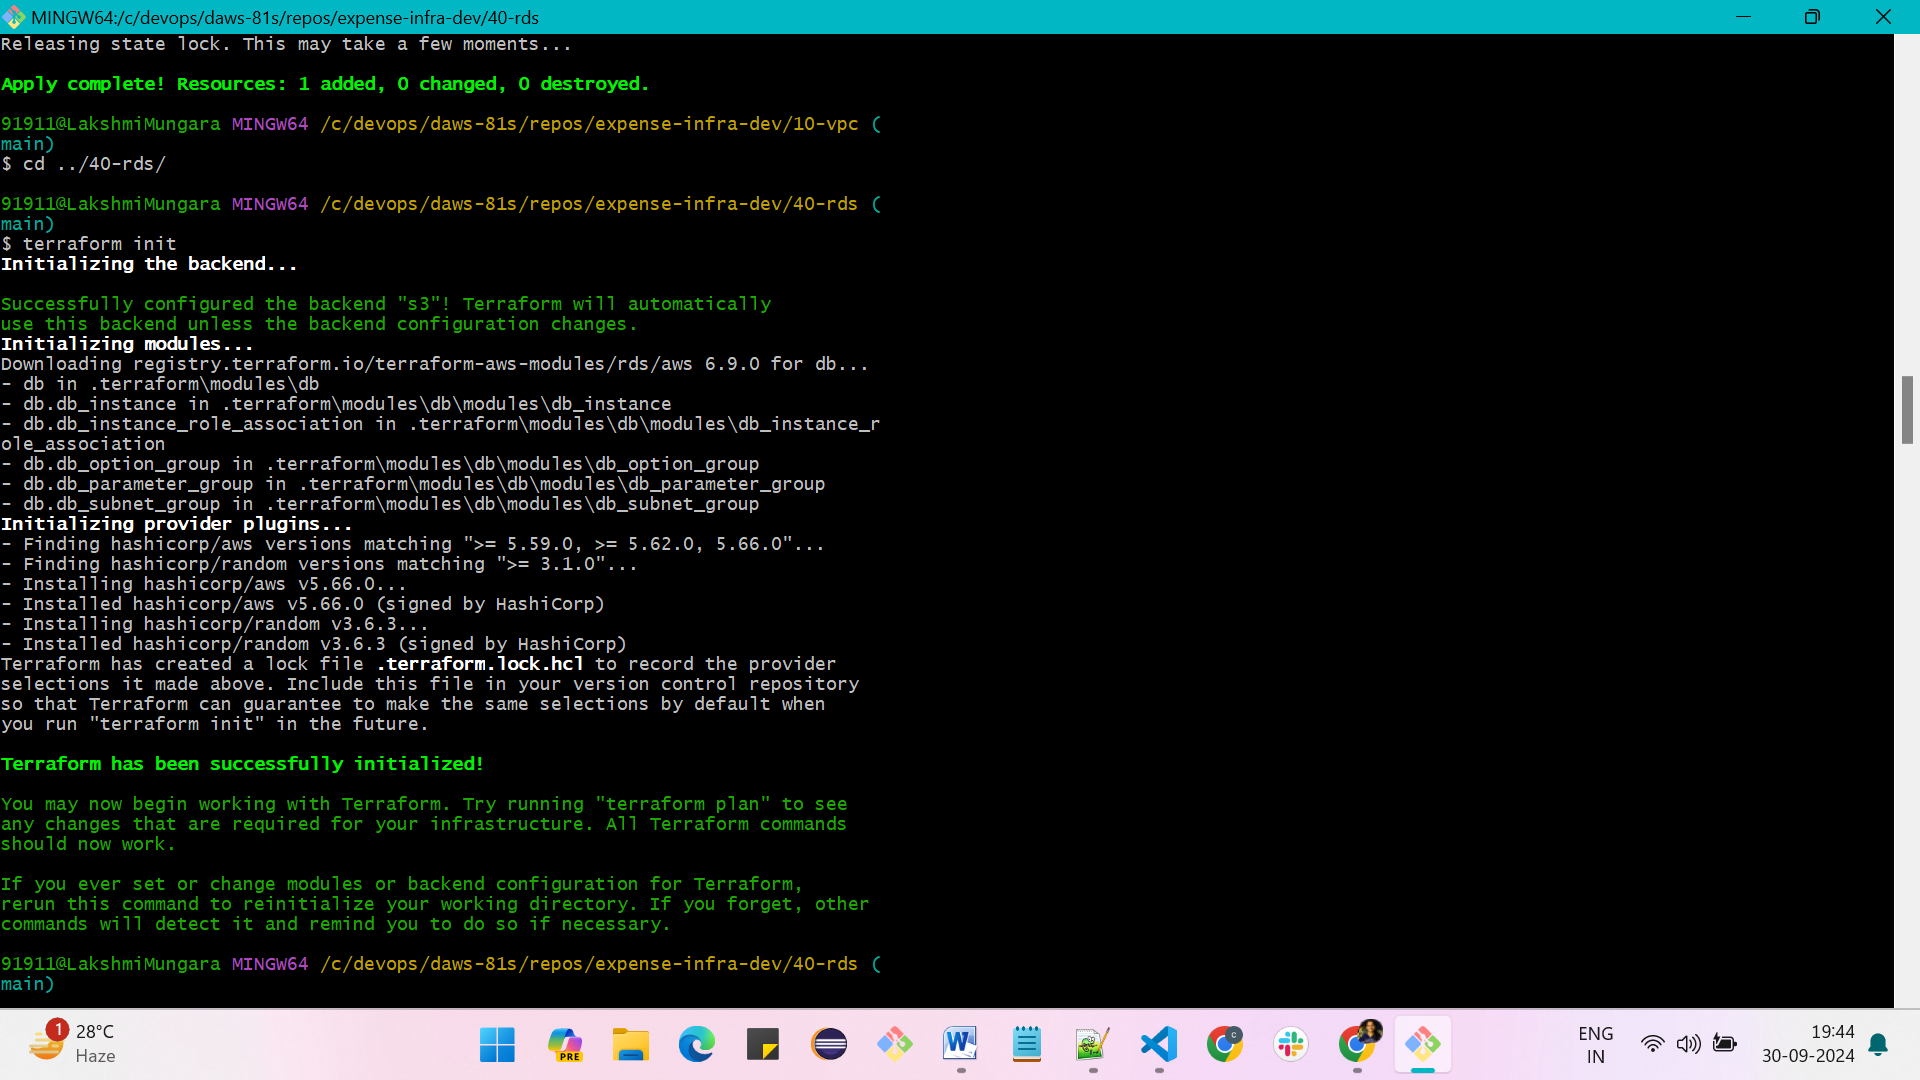 MINGW64:/c/devops/daws-81s/repos/expense-infra-dev/40-rds
Releasing state lock. This may take a few moments...
Apply complete! Resources: 1 added, 0 changed, 0 destroyed.
91911@LakshmiMungara MINGW64 /c/devops/daws-81s/repos/expense-infra-dev/10-vpc (
main)
$ cd ../40-rds/
91911@LakshmiMungara MINGW64 /c/devops/daws-81s/repos/expense-infra-dev/40-rds (
main)
$ terraform init
Initializing the backend...
Successfully configured the backend "s3"! Terraform will automatically
use this backend unless the backend configuration changes.
Initializing modules...
Downloading registry.terraform.io/terraform-aws-modules/rds/aws 6.9.0 for db...
- db in .terraform\modules\db
- db.db_instance in .terraform\modules\db\modules\db_instance
- db.db_instance_role_association in .terraform\modules\db\modules\db_instance_r
ole_association
- db.db_option_group in .terraform\modules\db\modules\db_option_group
- db.db_parameter_group in .terraform\modules\db\modules\db_parameter_group
- db.db_subnet_group in .terraform\modules\db\modules\db_subnet_group
Initializing provider plugins...
- Finding hashicorp/aws versions matching ">= 5.59.0, >= 5.62.0, 5.66.0"...
- Finding hashicorp/random versions matching ">= 3.1.0"...
- Installing hashicorp/aws v5.66.0...
- Installed hashicorp/aws v5.66.0 (signed by HashiCorp)
- Installing hashicorp/random v3.6.3...
- Installed hashicorp/random v3.6.3 (signed by HashiCorp)
Terraform has created a lock file .terraform.lock.hcl to record the provider
selections it made above. Include this file in your version control repository
so that Terraform can guarantee to make the same selections by default when
you run "terraform init" in the future.
Terraform has been successfully initialized!
You may now begin working with Terraform. Try running "terraform plan" to see
any changes that are required for your infrastructure. All Terraform commands
should now work.
If you ever set or change modules or backend configuration for Terraform,
rerun this command to reinitialize your working directory. If you forget, other
commands will detect it and remind you to do so if necessary.
91911@LakshmiMungara MINGW64 /c/devops/daws-81s/repos/expense-infra-dev/40-rds (
main)
1
28°C
Haze
PRE
W
C
ENG
IN
19:44
30-09-2024